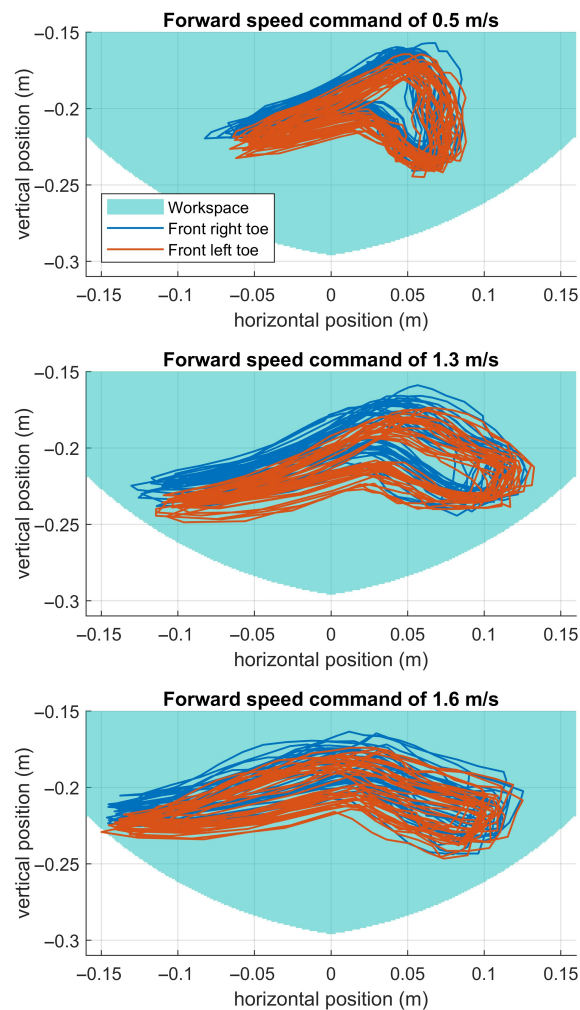 Forward speed command of 0.5 m/s
−0.15
−0.2
−0.25
−0.3
vertical position (m)
Workspace
Front right toe
Front left toe
−0.15 −0.1 −0.05 0 0.05 0.1 0.15
horizontal position (m)
Forward speed command of 1.3 m/s
−0.15
−0.2
−0.25
−0.3
vertical position (m)
−0.15 −0.1 −0.05 0 0.05 0.1 0.15
horizontal position (m)
Forward speed command of 1.6 m/s
−0.15
−0.2
−0.25
−0.3
vertical position (m)
−0.15 −0.1 −0.05 0 0.05 0.1 0.15
horizontal position (m)